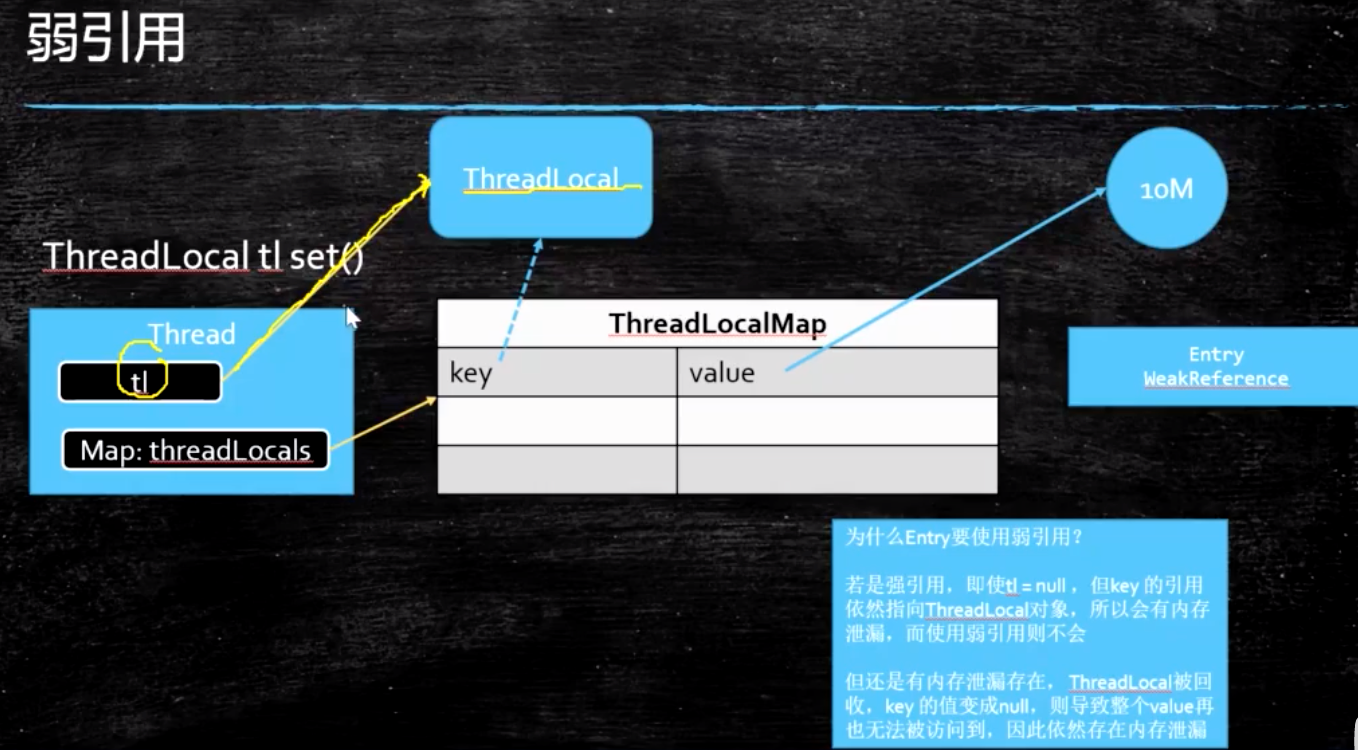 弱引用
ThreadLocal
10M
ThreadLocal tl set()
Thread
tl
Map: threadLocals
ThreadLocalMap
key
value
Entry
WeakReference
为什么Entry要使用弱引用？
若是强引用，即使tl = null ，但key 的引用
依然指向ThreadLocal对象，所以会有内存
泄漏，而使用弱引用则不会
但还是有内存泄漏存在， ThreadLocal被回
收，key 的值变成null，则导致整个value再
也无法被访问到，因此依然存在内存泄漏